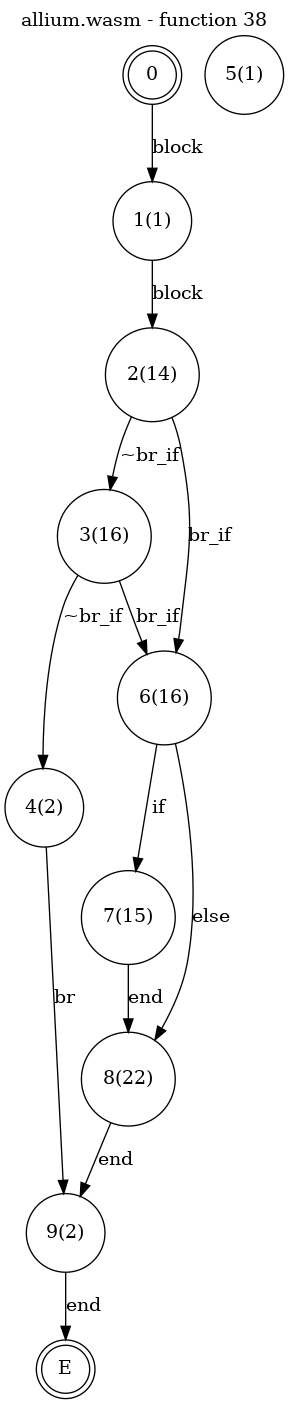 allium.wasm - function 38
0
5(1)
block
1(1)
block
2(14)
~br_if
br_if
3(16)
~br_if
br_if
6(16)
4(2)
if
7(15)
else
br
end
8(22)
end
9(2)
end
E